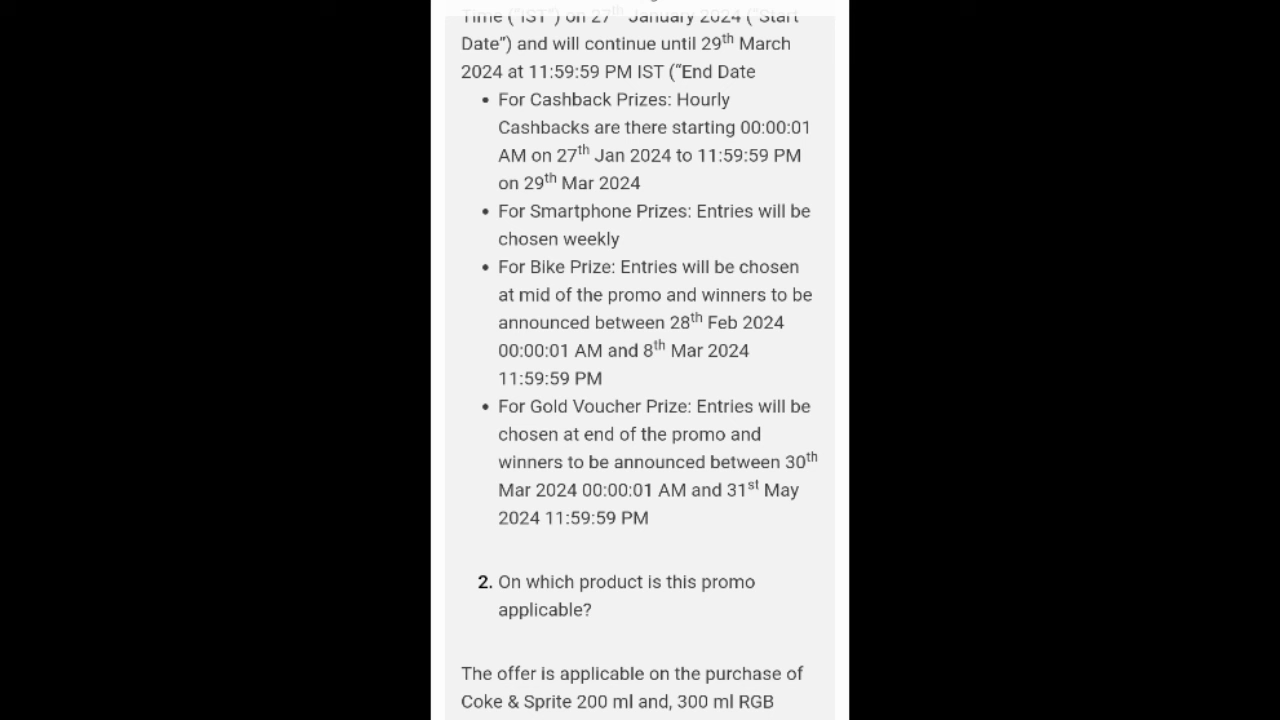 Time ("IST") on 27th January 2024 ("Start
Date") and will continue until 29th March
2024 at 11:59:59 PM IST (“End Date
• For Cashback Prizes: Hourly
Cashbacks are there starting 00:00:01
AM on 27th Jan 2024 to 11:59:59 PM
on 29th Mar 2024
• For Smartphone Prizes: Entries will be
chosen weekly
• For Bike Prize: Entries will be chosen
at mid of the promo and winners to be
announced between 28th Feb 2024
00:00:01 AM and 8th Mar 2024
11:59:59 PM
• For Gold Voucher Prize: Entries will be
chosen at end of the promo and
winners to be announced between 30th
Mar 2024 00:00:01 AM and 31st May
2024 11:59:59 PM
2. On which product is this promo
applicable?
The offer is applicable on the purchase of
Coke & Sprite 200 ml and, 300 ml RGB